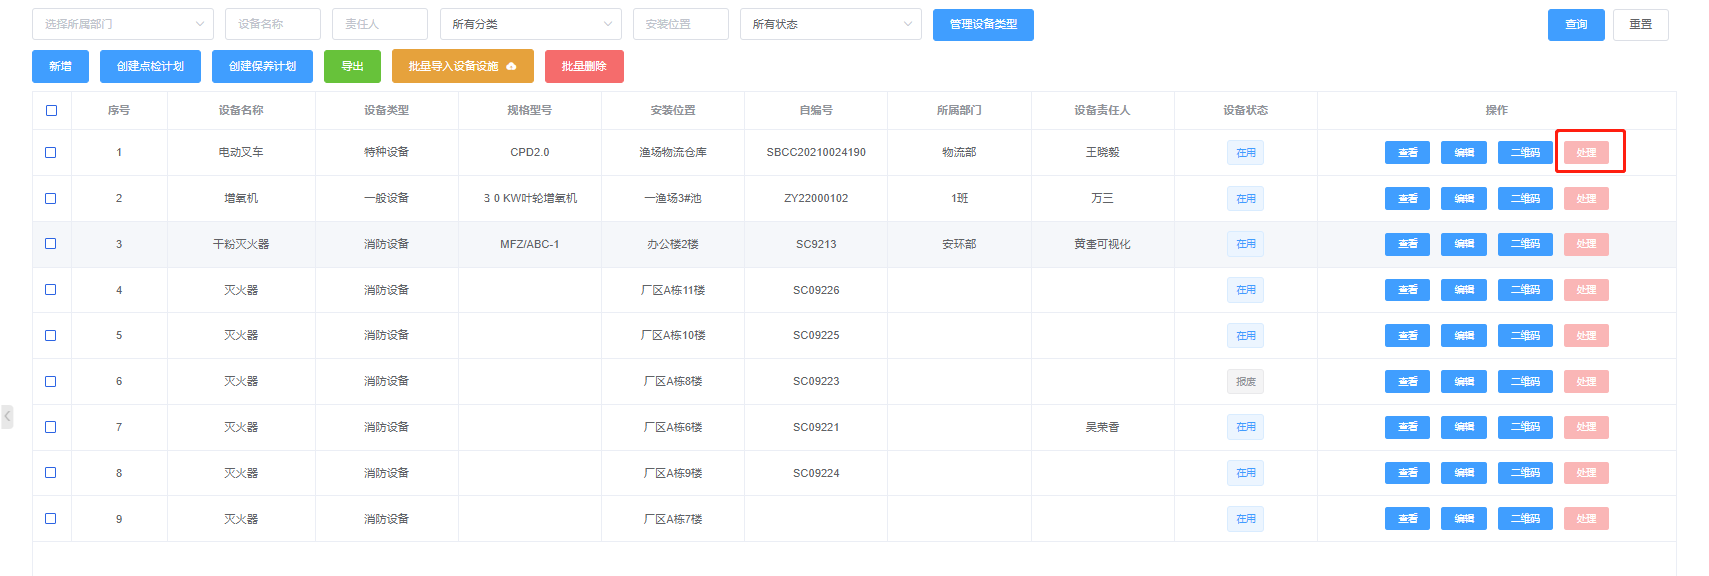 选择所属部门 设备名称 责任人 所有分类 安装位置 所有状态 管理设备类型 查询 重置
新增 创建点检计划 创建保养计划 导出 批量导入设备设施 批量删除
序号 设备名称 设备类型 规格型号 安装位置 自编号 所属部门 设备责任人 设备状态 操作
1 电动叉车 特种设备 CPD2.0 渔场物流仓库 SBCC20210024190 物流部 王晓毅 在用 查看 编辑 二维码 处理
2 增氧机 一般设备 3 0 KW叶轮增氧机 一渔场3#池 ZY22000102 1班 万三 在用 查看 编辑 二维码 处理
3 干粉灭火器 消防设备 MFZ/ABC-1 办公楼2楼 SC9213 安环部 黄奎可视化 在用 查看 编辑 二维码 处理
4 灭火器 消防设备 厂区A栋11楼 SC09226 在用 查看 编辑 二维码 处理
5 灭火器 消防设备 厂区A栋10楼 SC09225 在用 查看 编辑 二维码 处理
6 灭火器 消防设备 厂区A栋8楼 SC09223 报废 查看 编辑 二维码 处理
7 灭火器 消防设备 厂区A栋6楼 SC09221 吴荣香 在用 查看 编辑 二维码 处理
8 灭火器 消防设备 厂区A栋9楼 SC09224 在用 查看 编辑 二维码 处理
9 灭火器 消防设备 厂区A栋7楼 在用 查看 编辑 二维码 处理